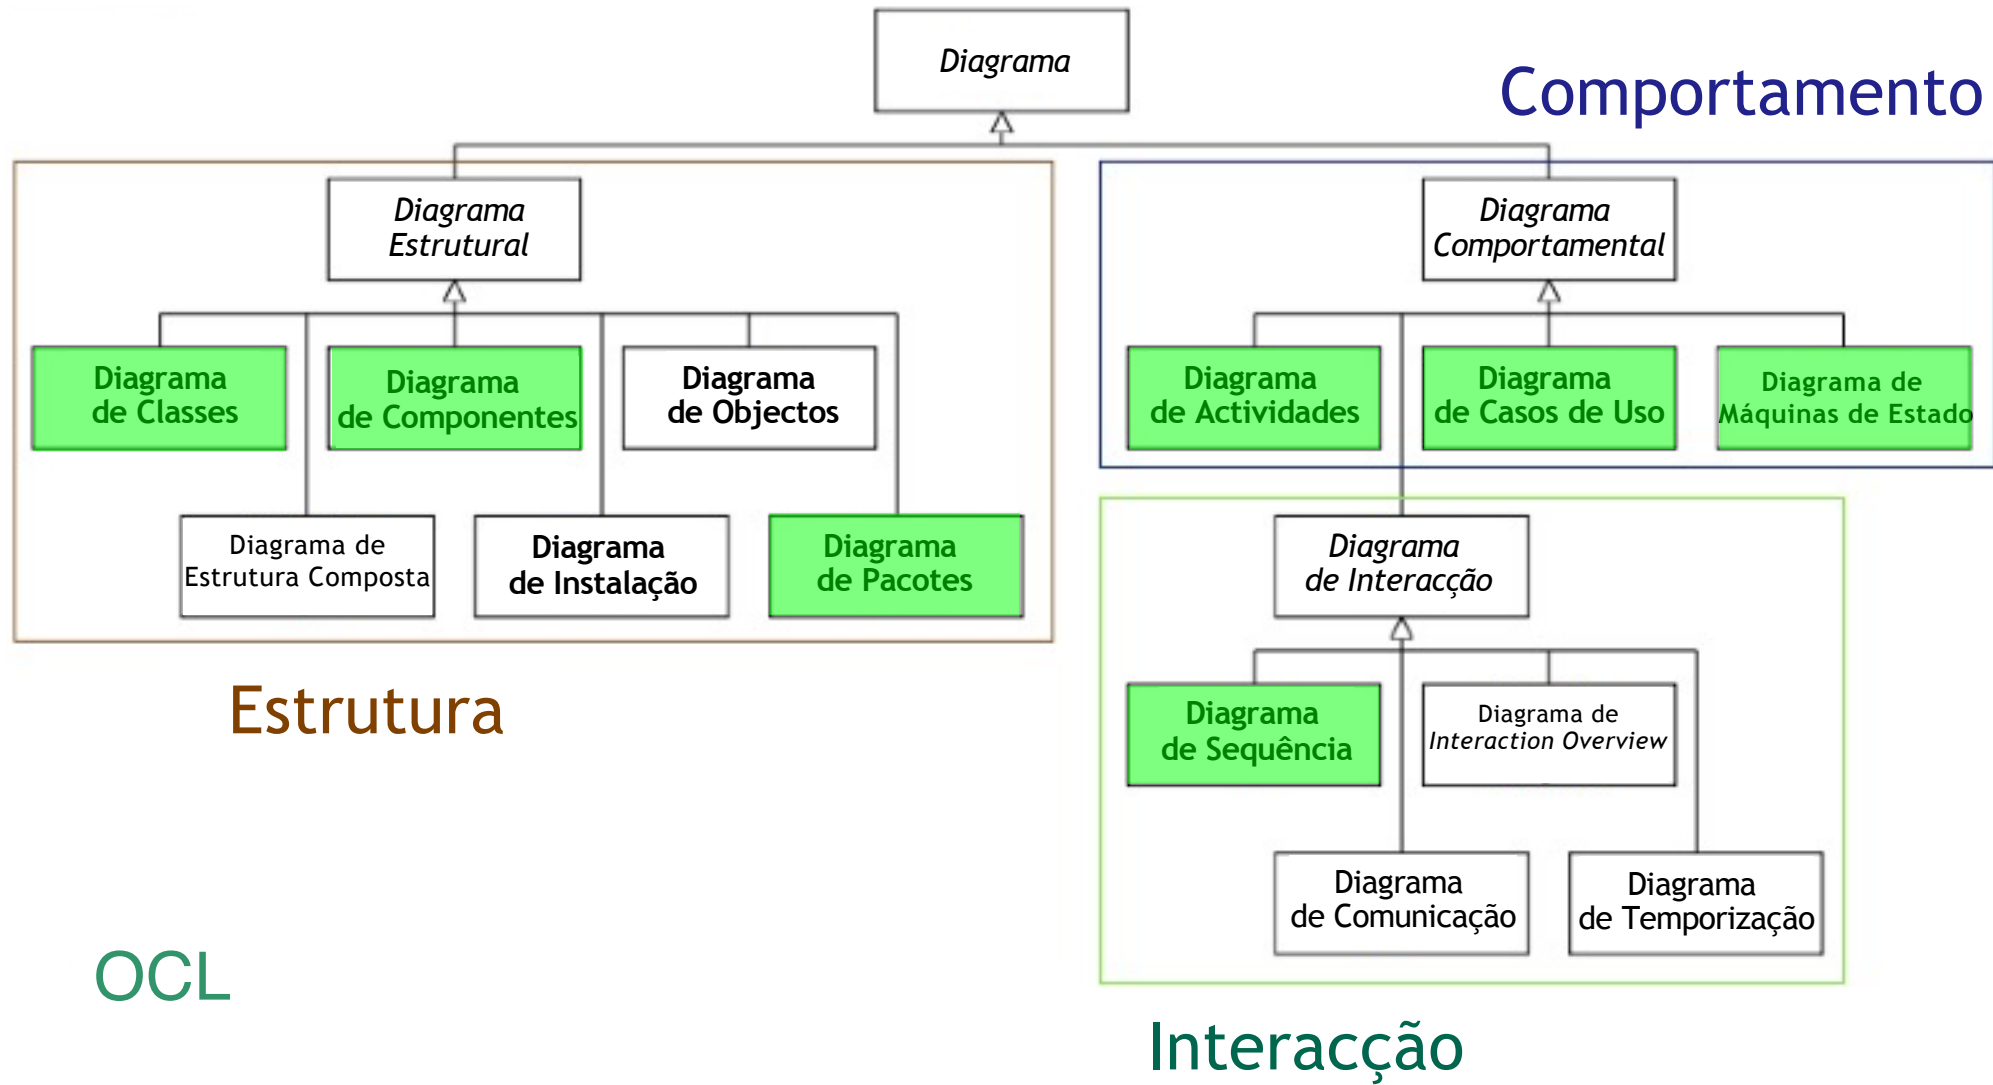 Diagrama
Comportamento
Diagrama
Estrutural
Diagrama
Comportamental
Diagrama
de Classes
Diagrama
de Componentes
Diagrama
de Objectos
Diagrama
de Actividades
Diagrama
de Casos de Uso
Diagrama de
Máquinas de Estado
Diagrama de
Estrutura Composta
Diagrama
de Instalação
Diagrama
de Pacotes
Diagrama
de Interacção
Estrutura
Diagrama
de Sequência
Diagrama de
Interaction Overview
Diagrama
de Comunicação
Diagrama
de Temporização
OCL
Interacção